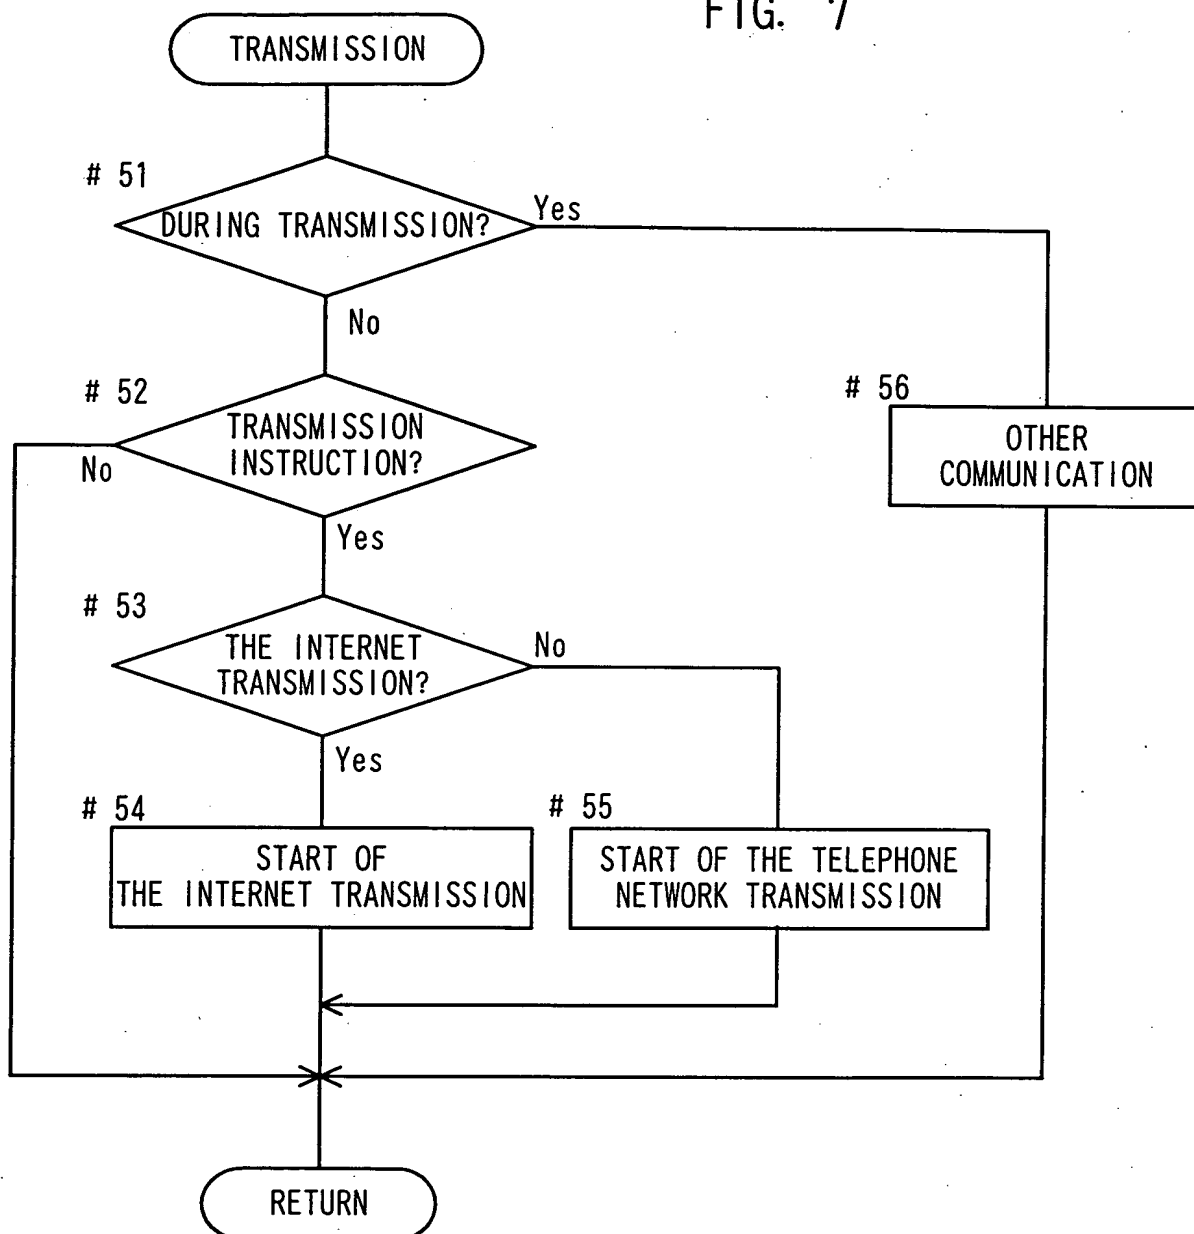 FIG. 7
TRANSMISSION
# 51
DURING TRANSMISSION?
Yes
No
# 52
TRANSMISSION
INSTRUCTION?
No
Yes
# 56
OTHER
COMMUNICATION
# 53
THE INTERNET
TRANSMISSION?
No
Yes
# 54
START OF
THE INTERNET TRANSMISSION
# 55
START OF THE TELEPHONE
NETWORK TRANSMISSION
RETURN